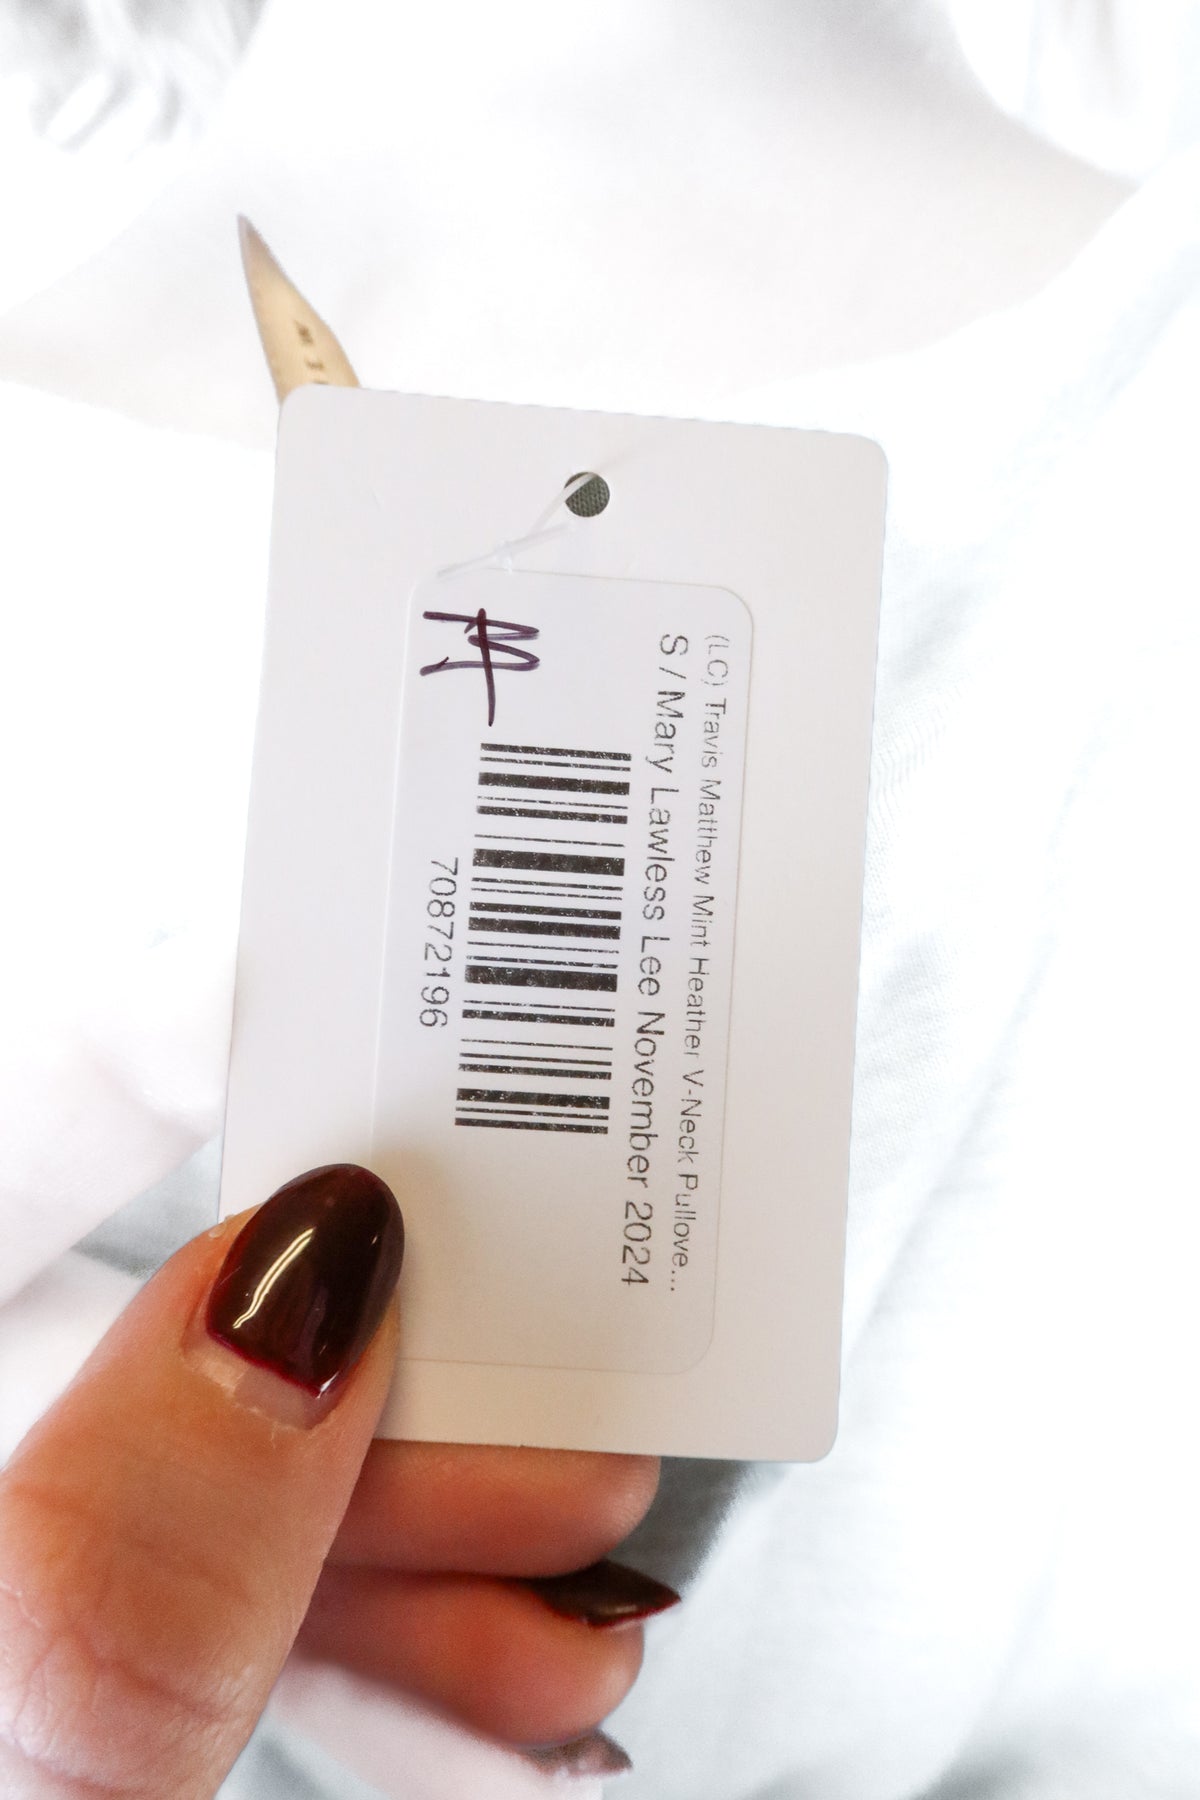 (LC) Travis Matthew Mint Heather V-Neck Pullove...
S / Mary Lawless Lee November 2024
70872196